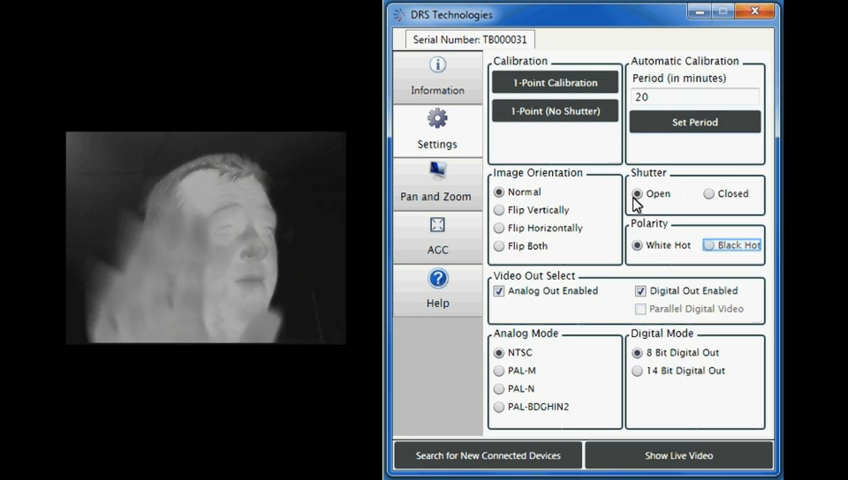 DRS Technologies
Serial Number: TB000031
Information
Settings
Pan and Zoom
AGC
Help
Calibration
1-Point Calibration
1-Point (No Shutter)
Automatic Calibration
Period (in minutes)
20
Set Period
Image Orientation
Normal
Flip Vertically
Flip Horizontally
Flip Both
Shutter
Open
Closed
Polarity
White Hot
Black Hot
Video Out Select
Analog Out Enabled
Digital Out Enabled
Parallel Digital Video
Analog Mode
NTSC
PAL-M
PAL-N
PAL-BDGHIN2
Digital Mode
8 Bit Digital Out
14 Bit Digital Out
Search for New Connected Devices
Show Live Video